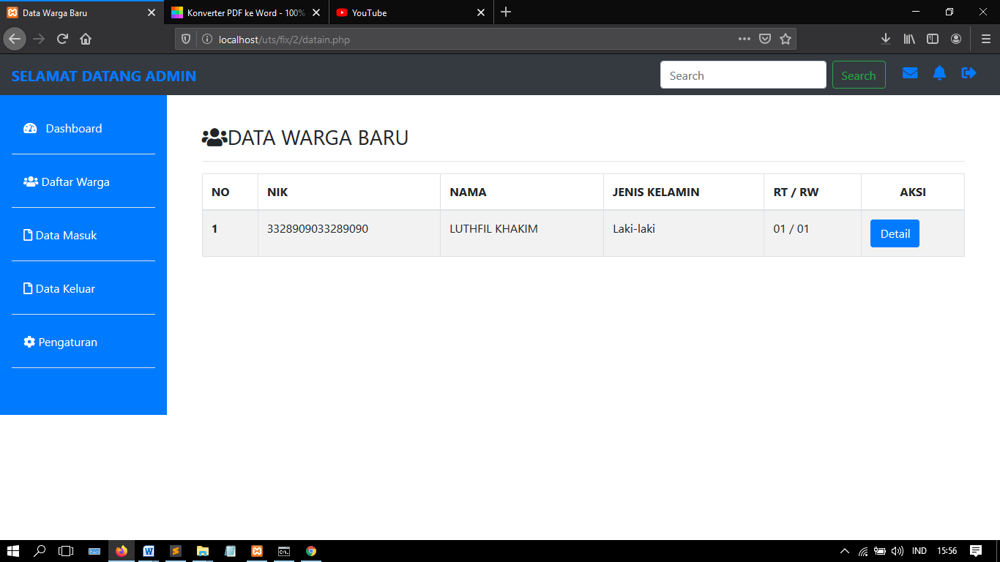 Data Warga Baru
Konverter PDF ke Word - 100%
YouTube
localhost/uts/fix/2/datain.php
SELAMAT DATANG ADMIN
Search
Search
Dashboard
Daftar Warga
Data Masuk
Data Keluar
Pengaturan
DATA WARGA BARU
NO NIK NAMA JENIS KELAMIN RT / RW AKSI
1 3328909033289090 LUTHFIL KHAKIM Laki-laki 01 / 01 Detail
IND 15:56